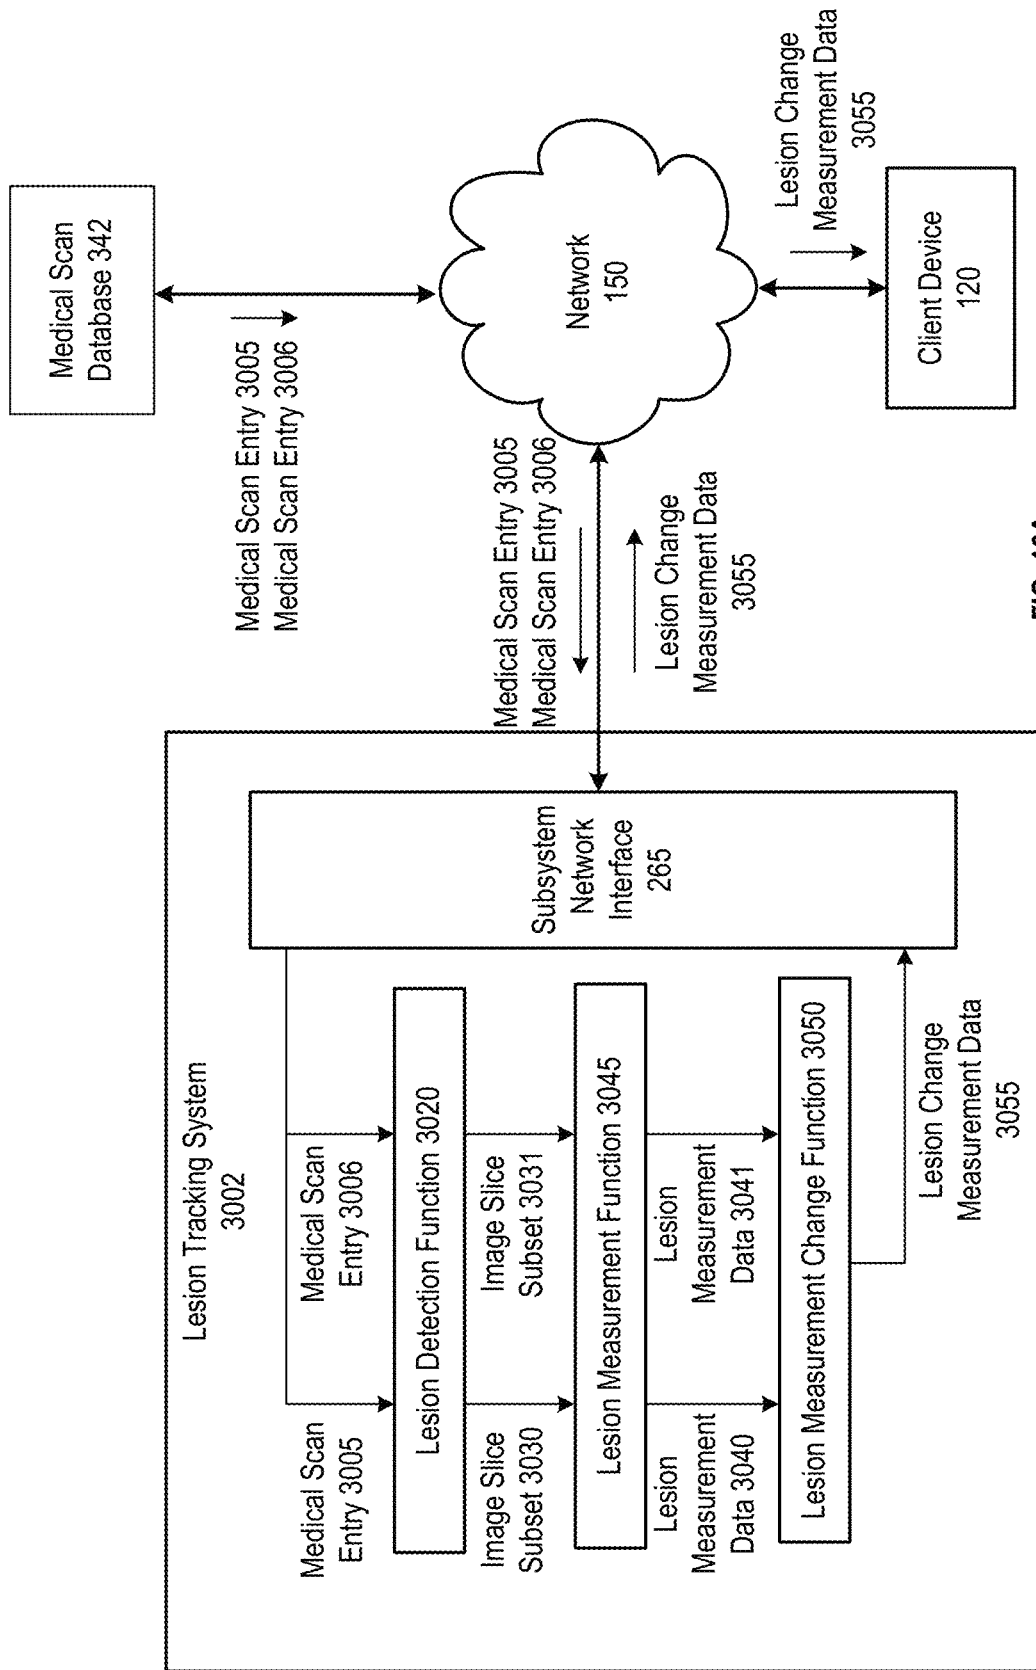 Lesion Tracking System
3002
Medical Scan
Entry 3005
Medical Scan
Entry 3006
Lesion Detection Function 3020
Image Slice
Subset 3030
Image Slice
Subset 3031
Lesion Measurement Function 3045
Lesion
Measurement
Data 3040
Lesion
Measurement
Data 3041
Lesion Measurement Change Function 3050
Lesion Change
Measurement Data
3055
Subsystem
Network
Interface
265
Medical Scan Entry 3005
Medical Scan Entry 3006
Lesion Change
Measurement Data
3055
Medical Scan
Database 342
Medical Scan Entry 3005
Medical Scan Entry 3006
Network
150
Lesion Change
Measurement Data
3055
Client Device
120